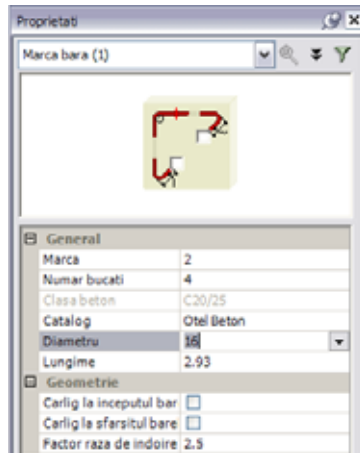 Proprietati
Marca bara (1)
General
Marca 2
Numar bucati 4
Clasa beton C20/25
Catalog Otel Beton
Diametru 16
Lungime 2.93
Geometrie
Carlig la inceputul bar
Carlig la sfarsitul bare
Factor raza de indoire 2.5